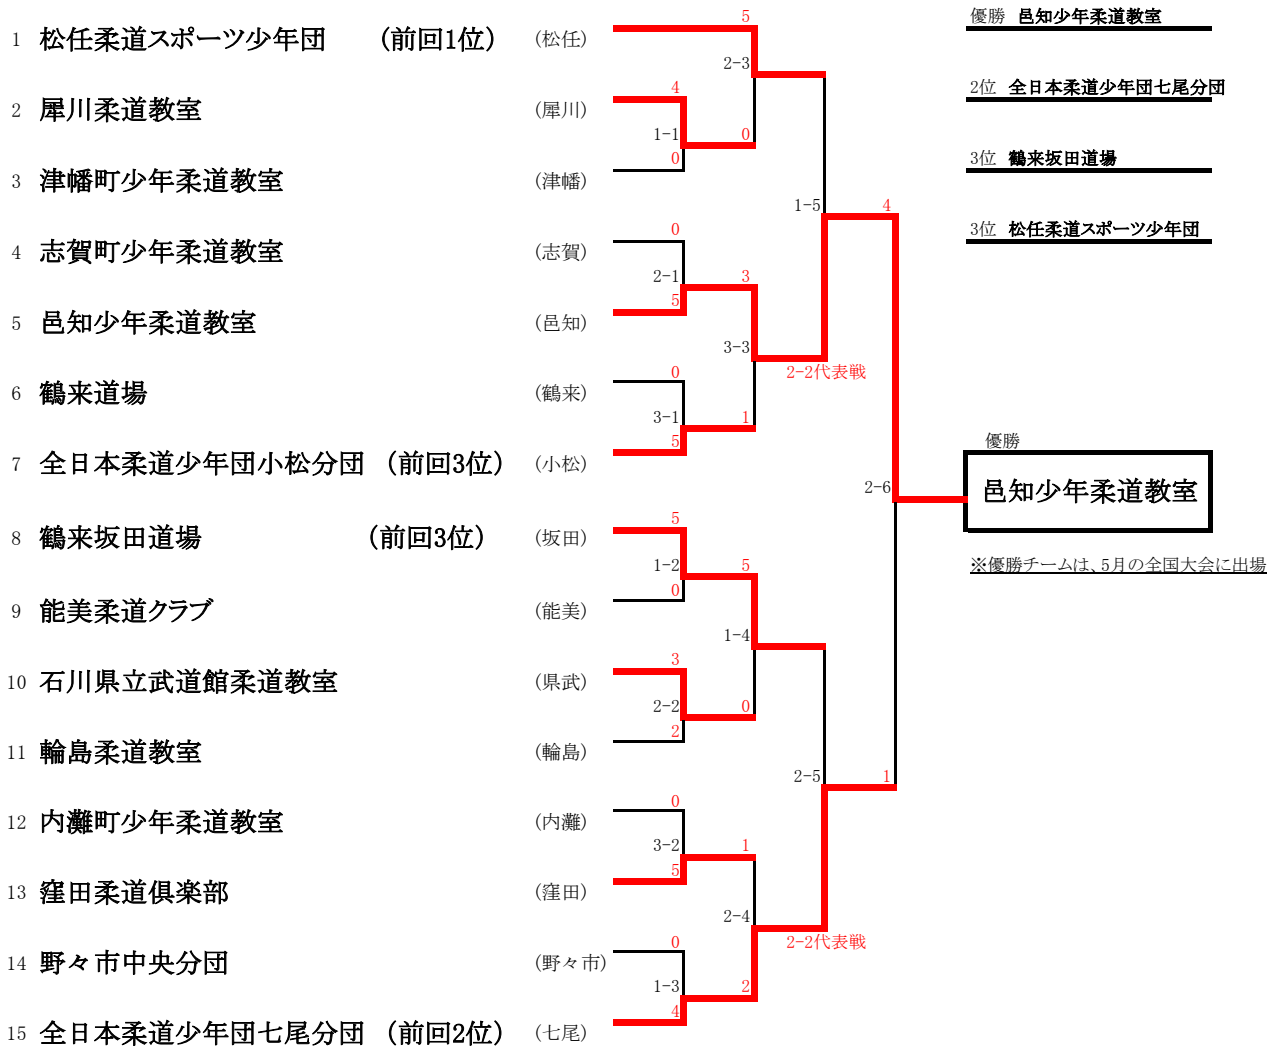 1 松任柔道スポーツ少年団 (前回1位) (松任)
2 犀川柔道教室 (犀川)
3 津幡町少年柔道教室 (津幡)
4 志賀町少年柔道教室 (志賀)
5 邑知少年柔道教室 (邑知)
6 鶴来道場 (鶴来)
7 全日本柔道少年団小松分団 (前回3位) (小松)
8 鶴来坂田道場 (前回3位) (坂田)
9 能美柔道クラブ (能美)
10 石川県立武道館柔道教室 (県武)
11 輪島柔道教室 (輪島)
12 内灘町少年柔道教室 (内灘)
13 窪田柔道倶楽部 (窪田)
14 野々市中央分団 (野々市)
15 全日本柔道少年団七尾分団 (前回2位) (七尾)
5
2-3
4
1-1
0
0
1-5
4
0
2-1
3
5
3-3
2-2代表戦
0
3-1
1
5
2-6
5
1-2
5
0
1-4
3
2-2
0
2
2-5
1
0
3-2
1
5
2-4
2-2代表戦
0
1-3
2
4
優勝 邑知少年柔道教室
2位 全日本柔道少年団七尾分団
3位 鶴来坂田道場
3位 松任柔道スポーツ少年団
優勝
邑知少年柔道教室
※優勝チームは、5月の全国大会に出場